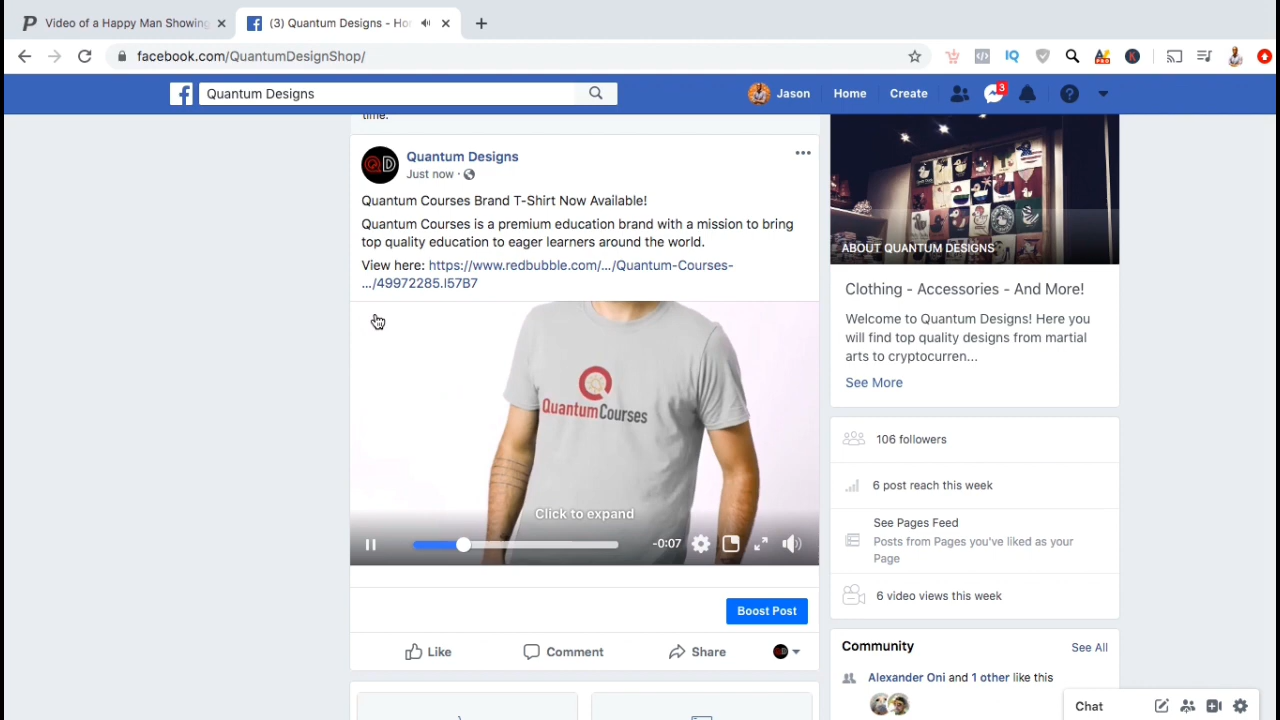 Video of a Happy Man Showing
(3) Quantum Designs - Hor
facebook.com/QuantumDesignShop/
Quantum Designs
Jason
Home
Create
3
time.
Quantum Designs
Just now
Quantum Courses Brand T-Shirt Now Available!
Quantum Courses is a premium education brand with a mission to bring
top quality education to eager learners around the world.
View here: https://www.redbubble.com/.../Quantum-Courses-
.../49972285.I57B7
QuantumCourses
Click to expand
-0:07
Boost Post
Like
Comment
Share
ABOUT QUANTUM DESIGNS
Clothing - Accessories - And More!
Welcome to Quantum Designs! Here you
will find top quality designs from martial
arts to cryptocurren...
See More
106 followers
6 post reach this week
See Pages Feed
Posts from Pages you've liked as your
Page
6 video views this week
Community
See All
Alexander Oni and 1 other like this
Chat